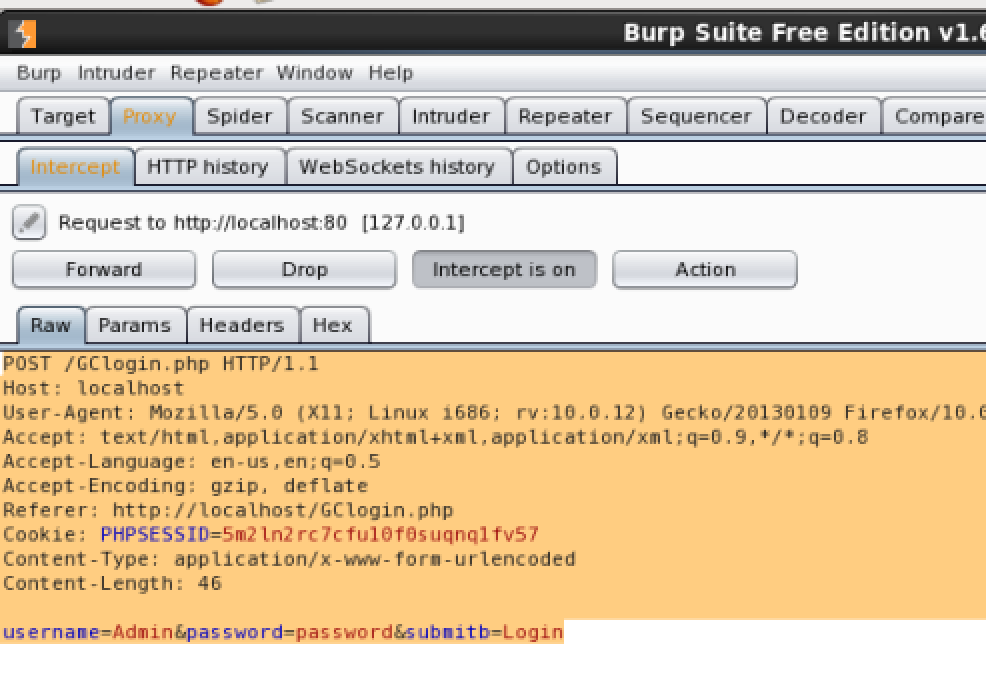 Burp Suite Free Edition v1.6
Burp Intruder Repeater Window Help
Target Proxy Spider Scanner Intruder Repeater Sequencer Decoder Compare
Intercept HTTP history WebSockets history Options
Request to http://localhost:80 [127.0.0.1]
Forward Drop Intercept is on Action
Raw Params Headers Hex
POST /GClogin.php HTTP/1.1
Host: localhost
User-Agent: Mozilla/5.0 (X11; Linux i686; rv:10.0.12) Gecko/20130109 Firefox/10.0
Accept: text/html,application/xhtml+xml,application/xml;q=0.9,*/*;q=0.8
Accept-Language: en-us,en;q=0.5
Accept-Encoding: gzip, deflate
Referer: http://localhost/GClogin.php
Cookie: PHPSESSID=5m2ln2rc7cfu10f0suqnq1fv57
Content-Type: application/x-www-form-urlencoded
Content-Length: 46
username=Admin&password=password&submitb=Login